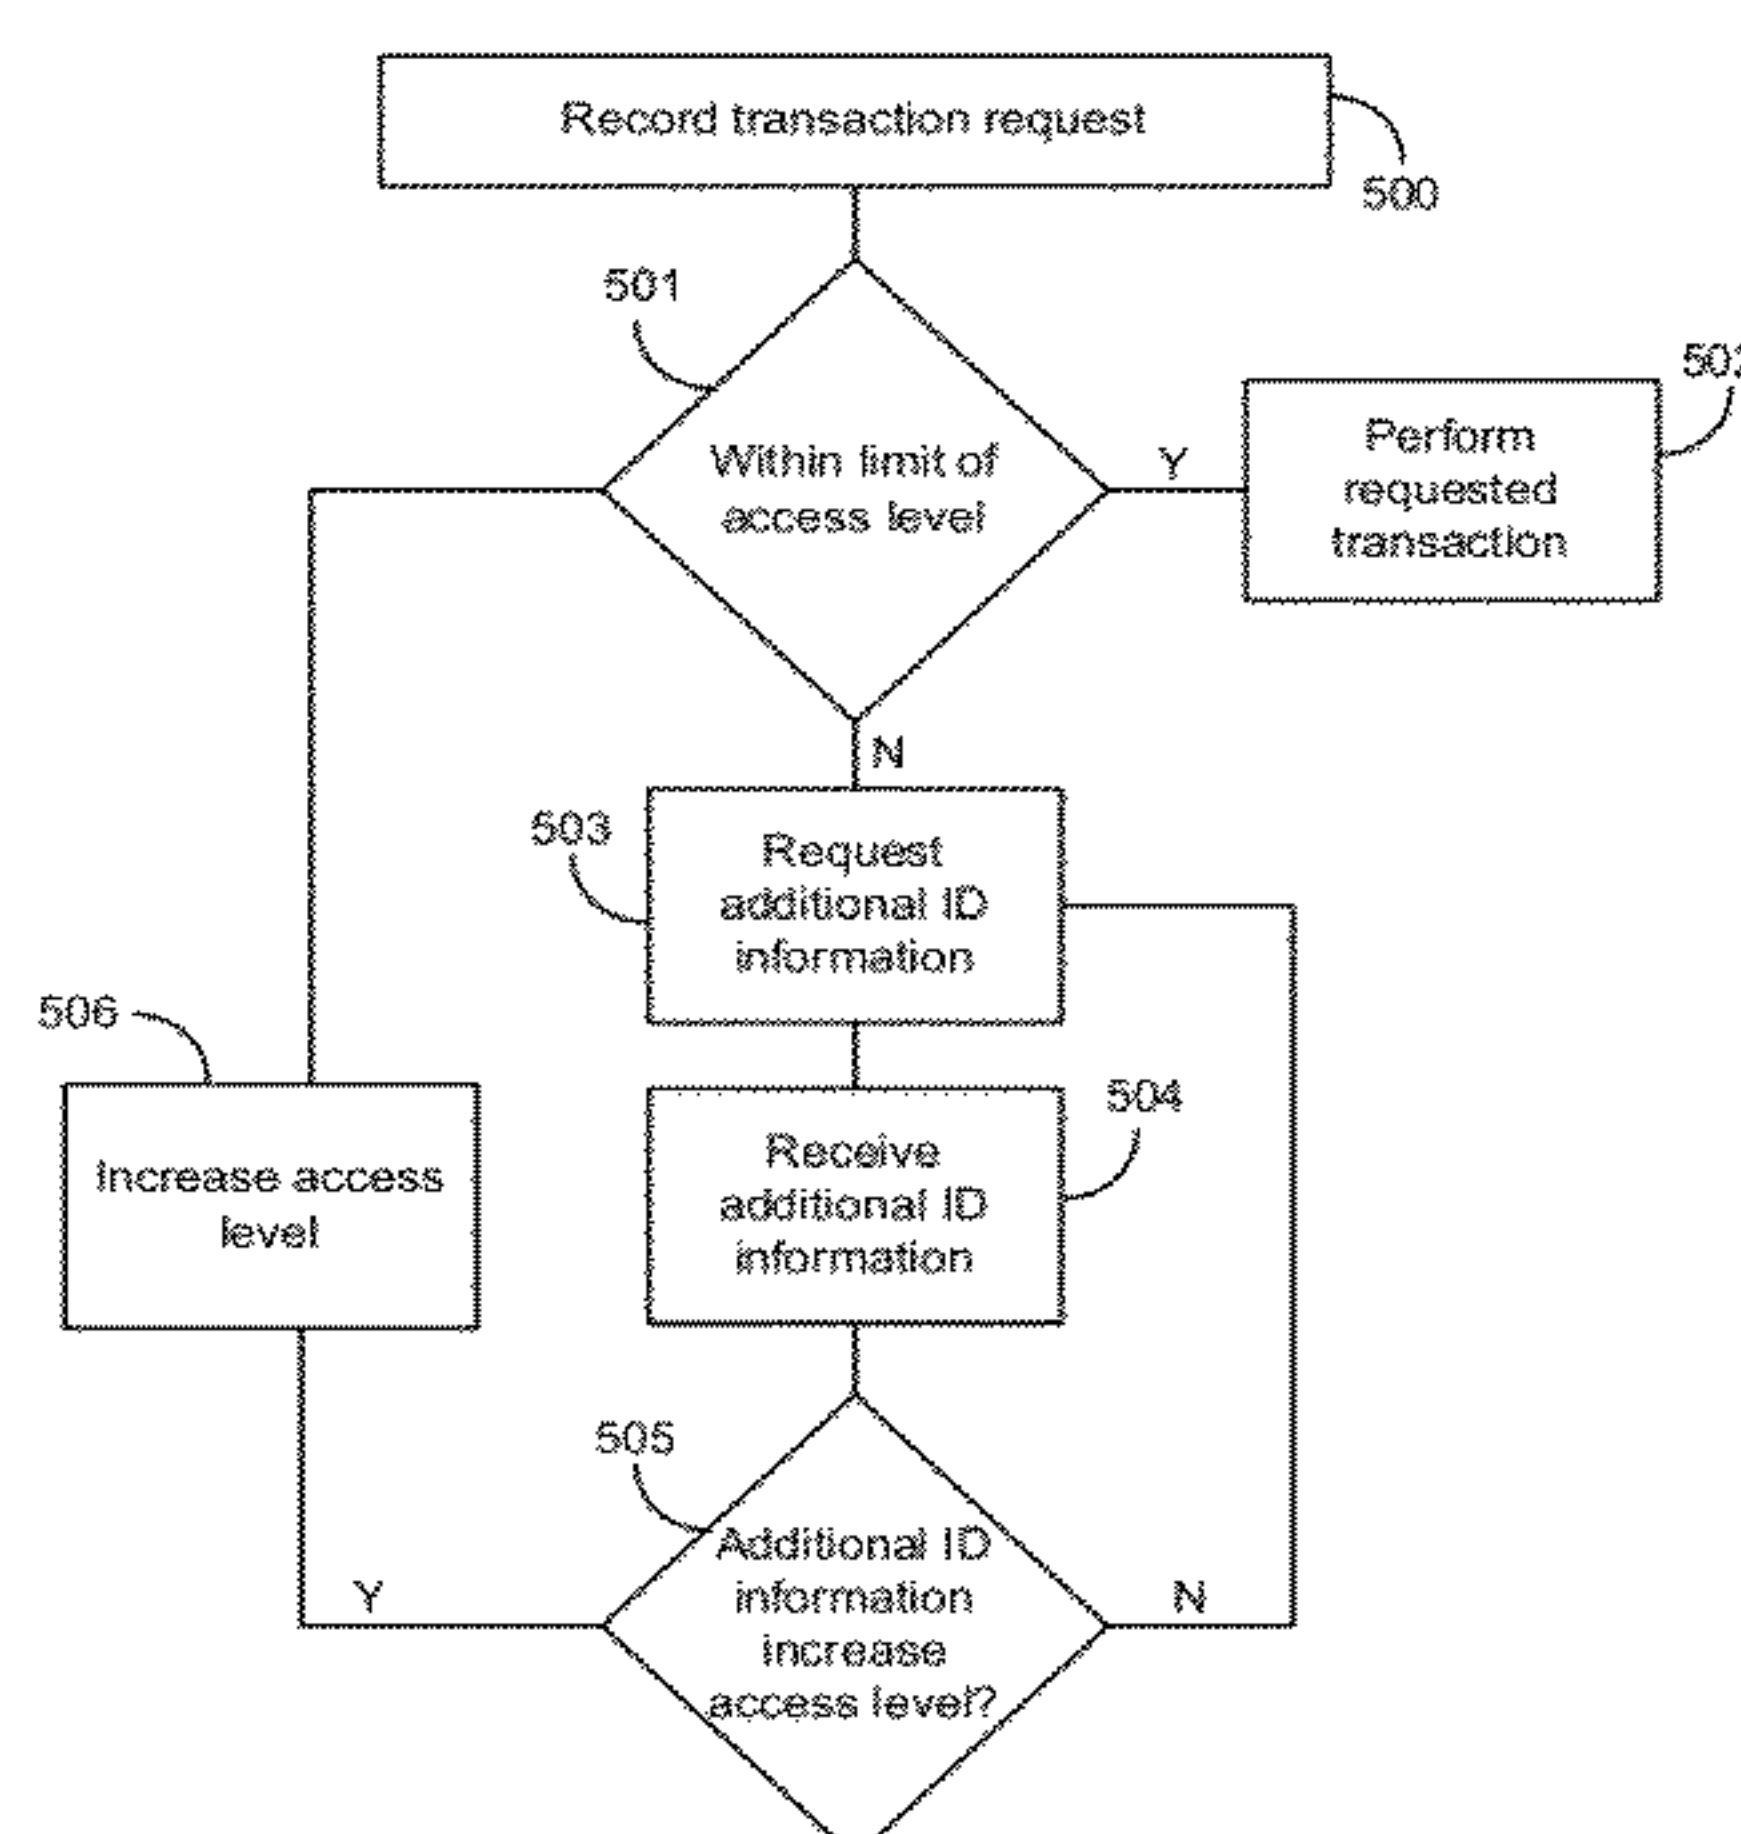 Record transaction request
500
501
Within limit of
access level
Y
Perform
requested
transaction
N
503
Request
additional ID
information
506
Increase access
level
504
Receive
additional ID
information
505
Additional ID
information
increase
access level?
Y
N